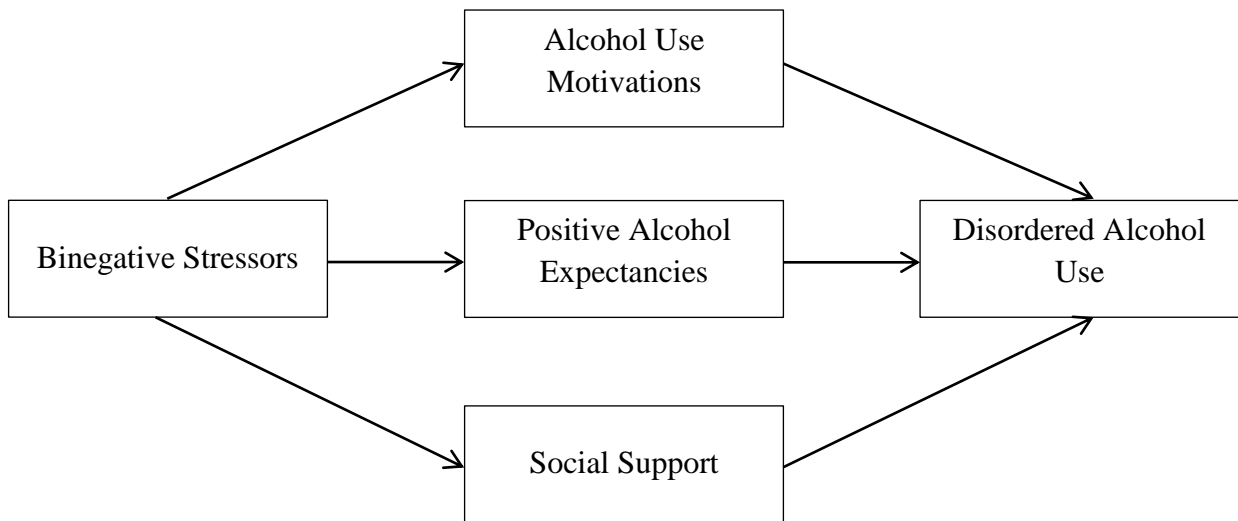 Alcohol Use
Motivations
Binegative Stressors
Positive Alcohol
Expectancies
Disordered Alcohol
Use
Social Support